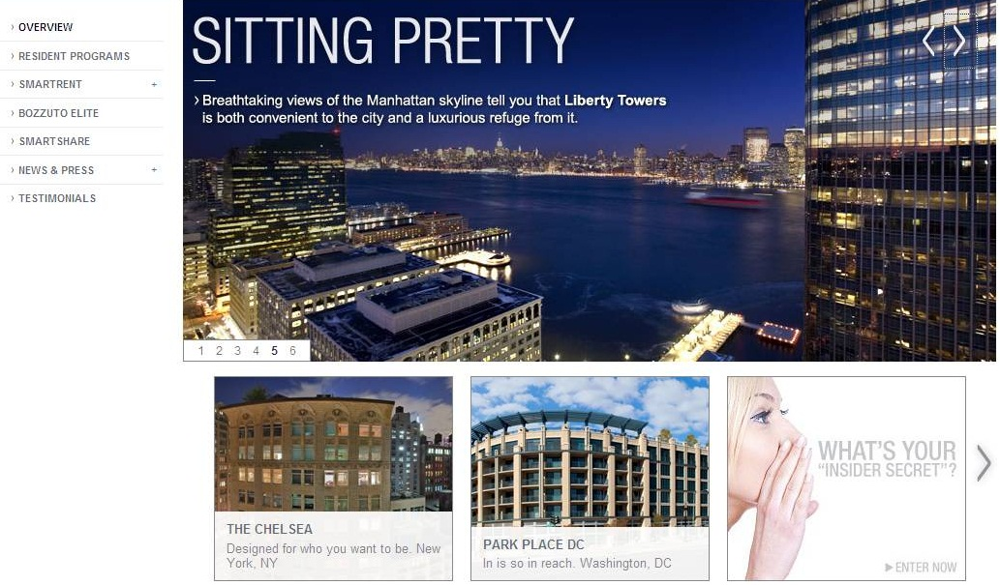 › OVERVIEW
› RESIDENT PROGRAMS
› SMARTRENT +
› BOZZUTO ELITE
› SMARTSHARE
› NEWS & PRESS +
› TESTIMONIALS
SITTING PRETTY
› Breathtaking views of the Manhattan skyline tell you that Liberty Towers
is both convenient to the city and a luxurious refuge from it.
1 2 3 4 5 6
THE CHELSEA
Designed for who you want to be. New
York, NY
PARK PLACE DC
In is so in reach. Washington, DC
WHAT'S YOUR
“INSIDER SECRET”?
ENTER NOW